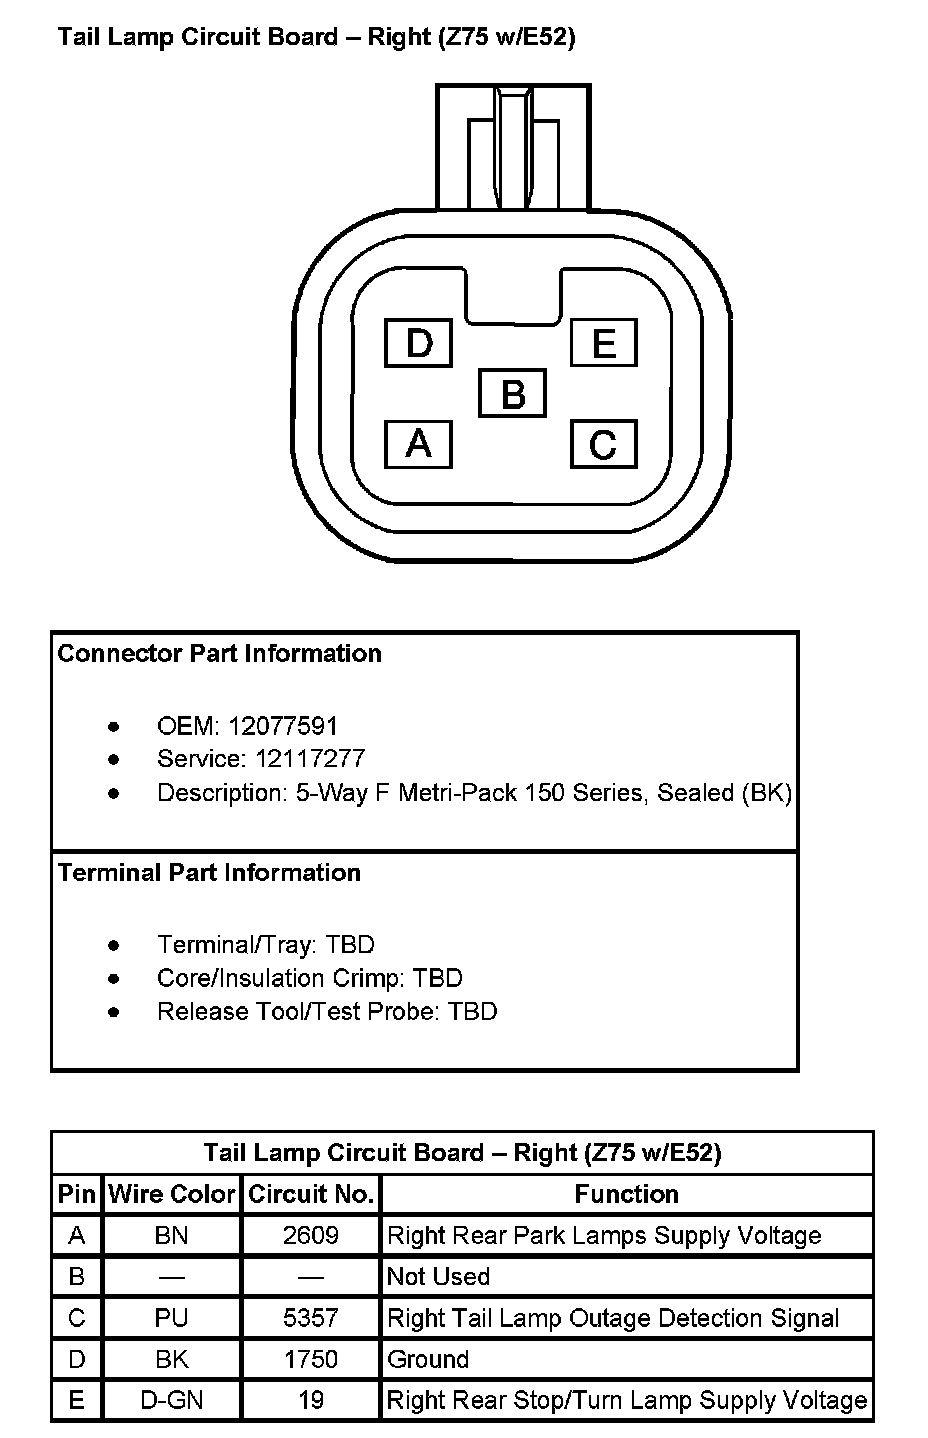 Tail Lamp Circuit Board – Right (Z75 w/E52)
D E
B
A C
Connector Part Information
● OEM: 12077591
● Service: 12117277
● Description: 5-Way F Metri-Pack 150 Series, Sealed (BK)
Terminal Part Information
● Terminal/Tray: TBD
● Core/Insulation Crimp: TBD
● Release Tool/Test Probe: TBD
Tail Lamp Circuit Board – Right (Z75 w/E52)
Pin Wire Color Circuit No. Function
A BN 2609 Right Rear Park Lamps Supply Voltage
B — — Not Used
C PU 5357 Right Tail Lamp Outage Detection Signal
D BK 1750 Ground
E D-GN 19 Right Rear Stop/Turn Lamp Supply Voltage